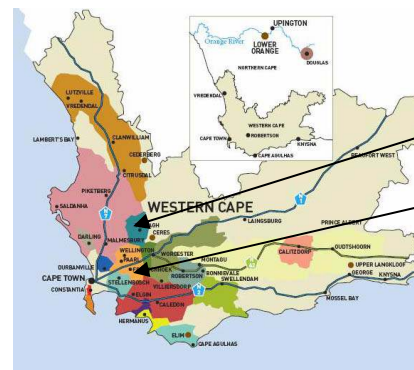 UPINGTON
Orange River
LOWER
ORANGE
DOUGLAS
NORTHERN CAPE
VREDENDAL
WESTERN CAPE
CAPE TOWN
ROBERTSON
KNYSNA
CAPE AGULHAS
LUTZVILLE
VREDENDAL
LAMBERT'S BAY
CLANWILLIAM
CEDERBERG
CITRUSDAL
PIKETBERG
SALDANHA
WESTERN CAPE
BEAUFORT WEST
CERES
LAINGSBURG
PRINCE ALBERT
DARLING
MALMESBURY
WELLINGTON
WORCESTER
PAARL
MONTAGU
CALITZDORP
OUDTSHOORN
UPPER LANGKLOOF
DURBANVILLE
ROBERTSON
BONNIEVALE
GEORGE
KNYSNA
CAPE TOWN
STELLENBOSCH
VILLIERSDORP
SWELLENDAM
CONSTANTIA
ELGIN
CALEDON
MOSSEL BAY
HERMANUS
ELIM
CAPE AGULHAS